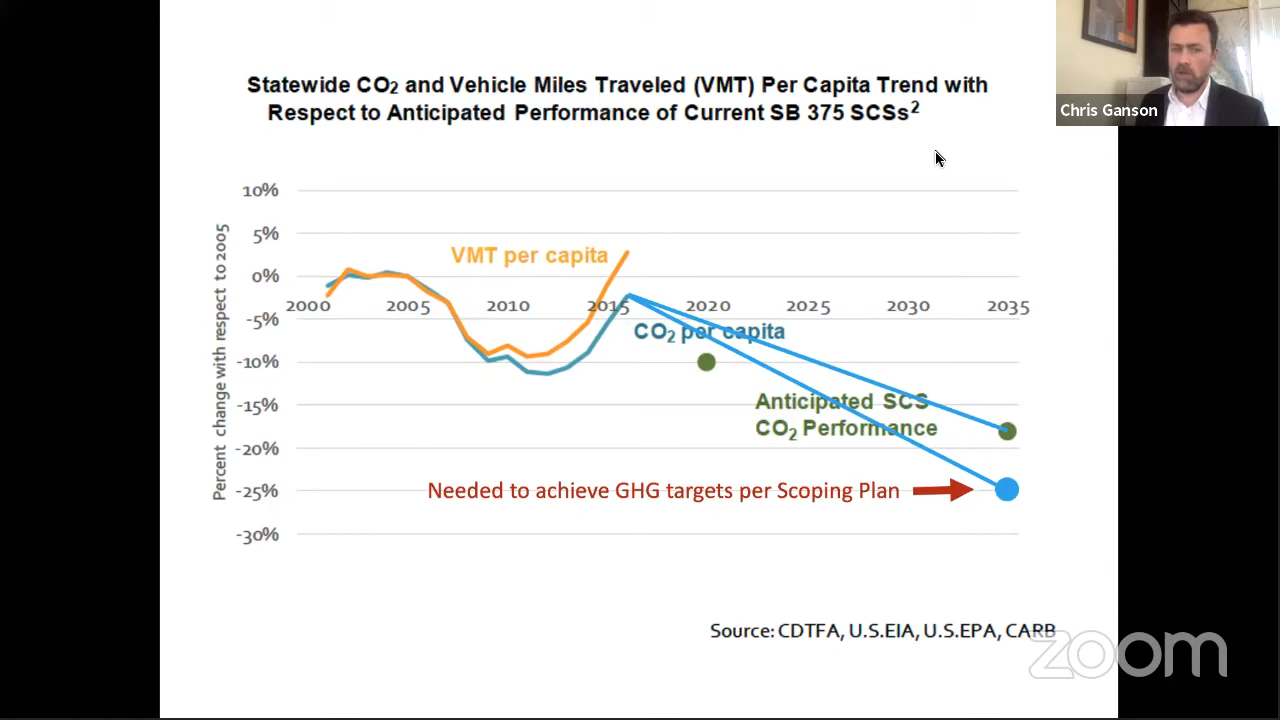 Statewide CO2 and Vehicle Miles Traveled (VMT) Per Capita Trend with
Respect to Anticipated Performance of Current SB 375 SCSs2
Chris Ganson
Percent change with respect to 2005
10%
5%
0%
-5%
-10%
-15%
-20%
-25%
-30%
2000 2005 2010 2015 2020 2025 2030 2035
VMT per capita
CO2 per capita
Anticipated SCS
CO2 Performance
Needed to achieve GHG targets per Scoping Plan
Source: CDTFA, U.S.EIA, U.S.EPA, CARB
zoom